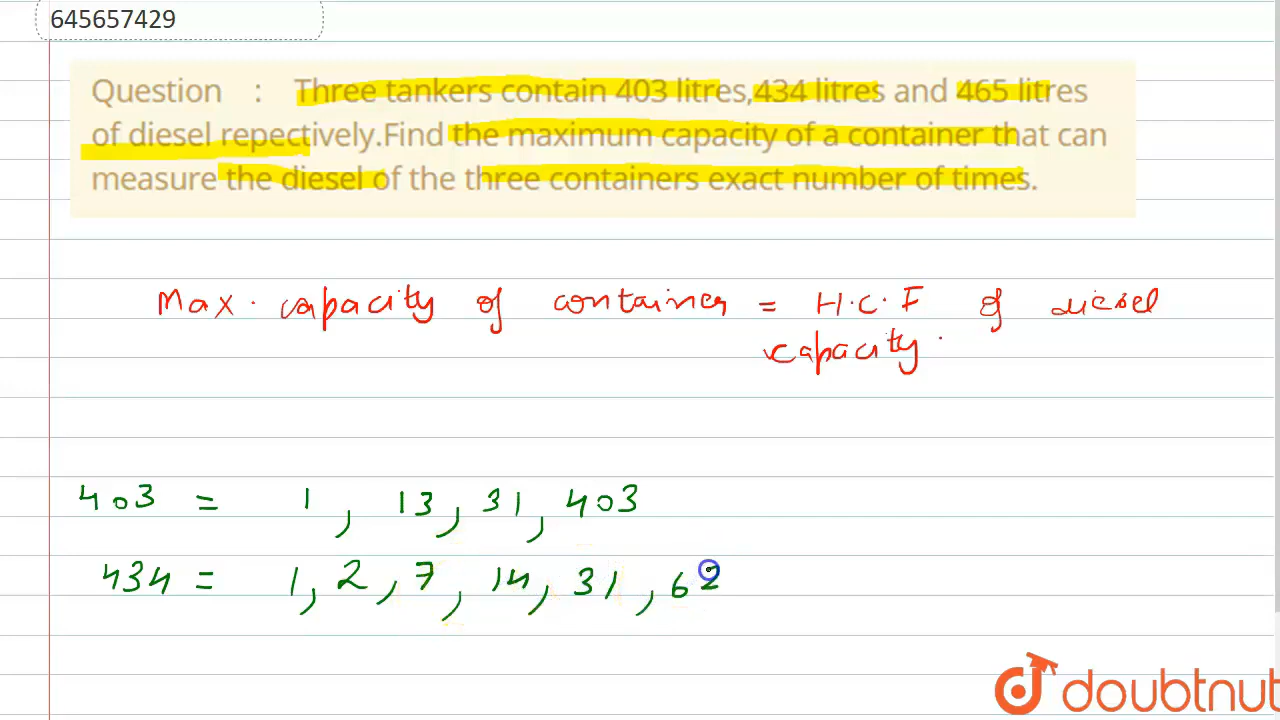 645657429
Question : Three tankers contain 403 litres,434 litres and 465 litres
of diesel repectively.Find the maximum capacity of a container that can
measure the diesel of the three containers exact number of times.
Max. capacity of container = H.C.F of diesel
capacity.
403 = 1, 13, 31, 403
434 = 1, 2, 7, 14, 31, 62
doubtnut